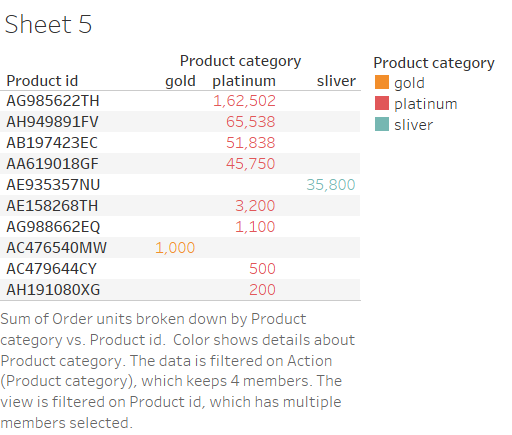 Sheet 5
Product category
Product id gold platinum sliver
AG985622TH 1,62,502
AH949891FV 65,538
AB197423EC 51,838
AA619018GF 45,750
AE935357NU 35,800
AE158268TH 3,200
AG988662EQ 1,100
AC476540MW 1,000
AC479644CY 500
AH191080XG 200
Product category
gold
platinum
sliver
Sum of Order units broken down by Product
category vs. Product id. Color shows details about
Product category. The data is filtered on Action
(Product category), which keeps 4 members. The
view is filtered on Product id, which has multiple
members selected.